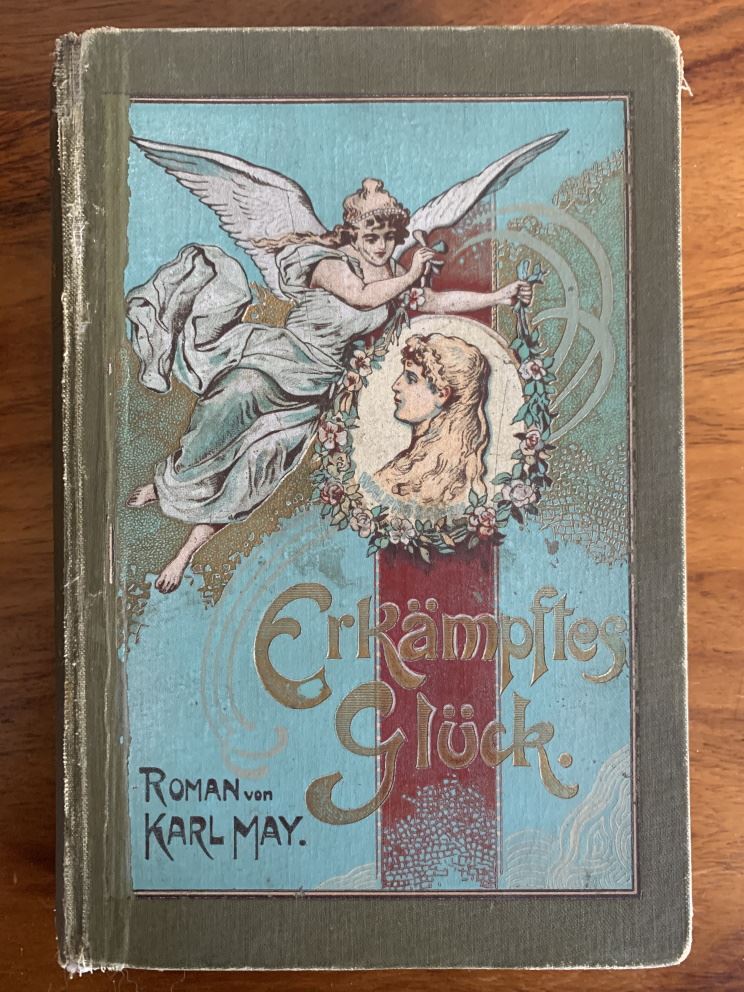 Erkämpftes
Glück.
ROMAN von
KARL MAY.